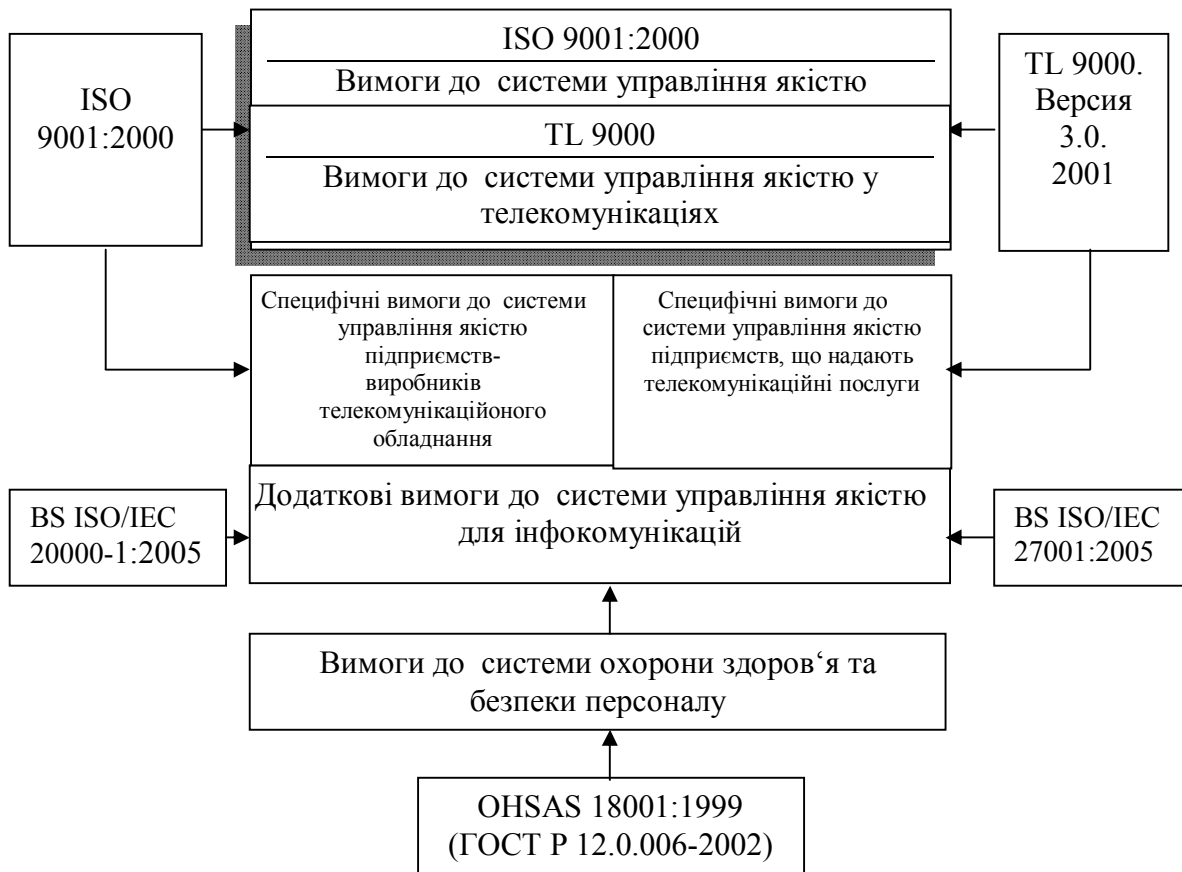 ISO
9001:2000
ISO 9001:2000
Вимоги до системи управління якістю
TL 9000
Вимоги до системи управління якістю у
телекомунікаціях
TL 9000.
Версия
3.0.
2001
Специфічні вимоги до системи
управління якістю
підприємств-
виробників
телекомунікаційоного
обладнання
Специфічні вимоги до
системи управління якістю
підприємств, що надають
телекомунікаційні послуги
BS ISO/IEC
20000-1:2005
Додаткові вимоги до системи управління якістю
для інфокомунікацій
BS ISO/IEC
27001:2005
Вимоги до системи охорони здоров‘я та
безпеки персоналу
OHSAS 18001:1999
(ГОСТ Р 12.0.006-2002)